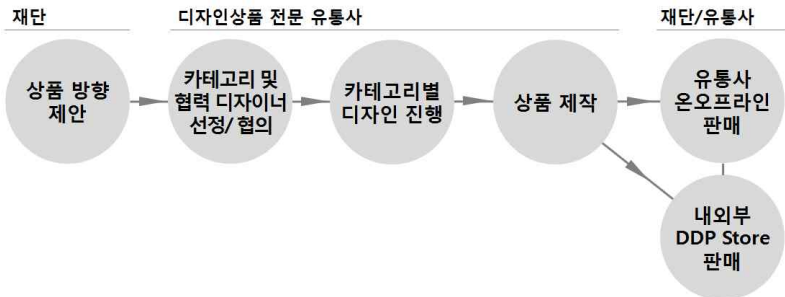 재단
디자인상품 전문 유통사
재단/유통사
상품 방향
제안
카테고리 및
협력 디자이너
선정/ 협의
카테고리별
디자인 진행
상품 제작
유통사
온오프라인
판매
내외부
DDP Store
판매